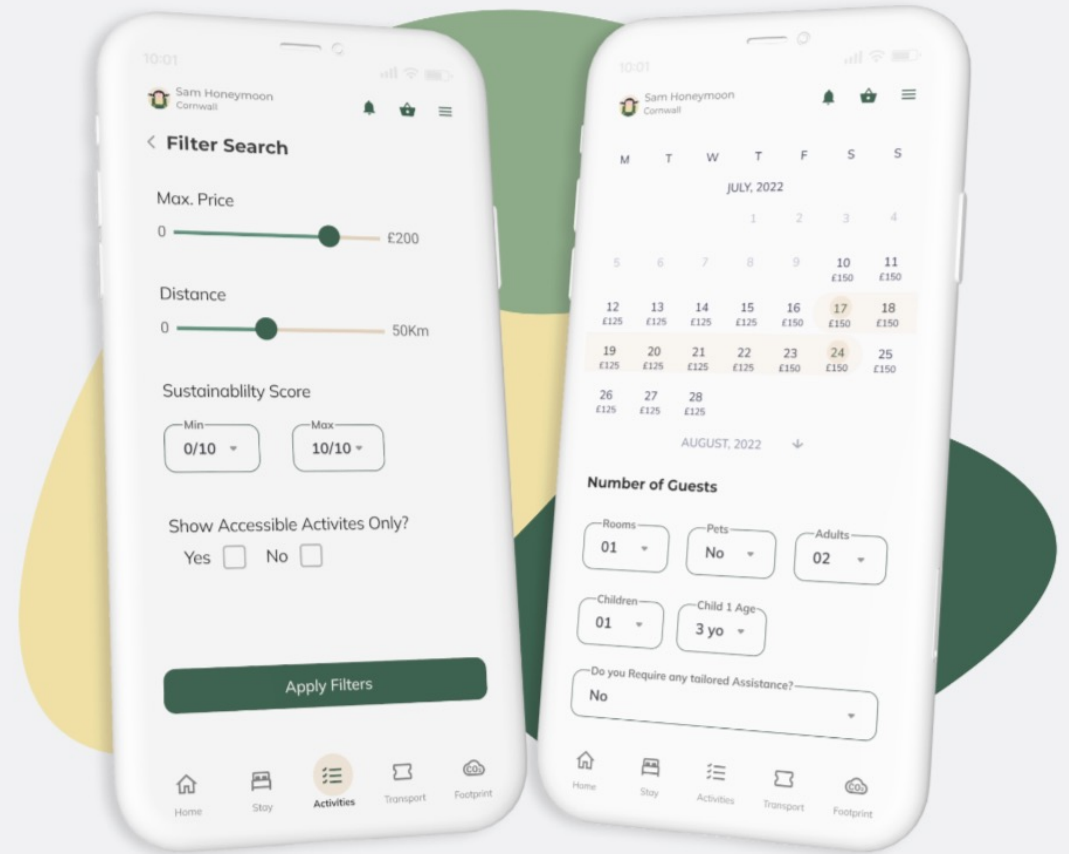 10:01
Sam Honeymoon
Cornwall
Filter Search
Max. Price
0 £200
Distance
0 50Km
Sustainablilty Score
Min Max
0/10 10/10
Show Accessible Activites Only?
Yes No
Apply Filters
Home Stay Activities Transport CO₂ Footprint
10:01
Sam Honeymoon
Cornwall
M T W T F S S
JULY, 2022
1 2 3 4
5 6 7 8 9 10 11
£150 £150
12 13 14 15 16 17 18
£125 £125 £125 £125 £150 £150 £150
19 20 21 22 23 24 25
£125 £125 £125 £125 £150 £150 £150
26 27 28
£125 £125 £125
AUGUST, 2022
Number of Guests
Rooms Pets Adults
01 No 02
Children Child 1 Age
01 3 yo
Do you Require any tailored Assistance?
No
Home Stay Activities Transport CO₂ Footprint